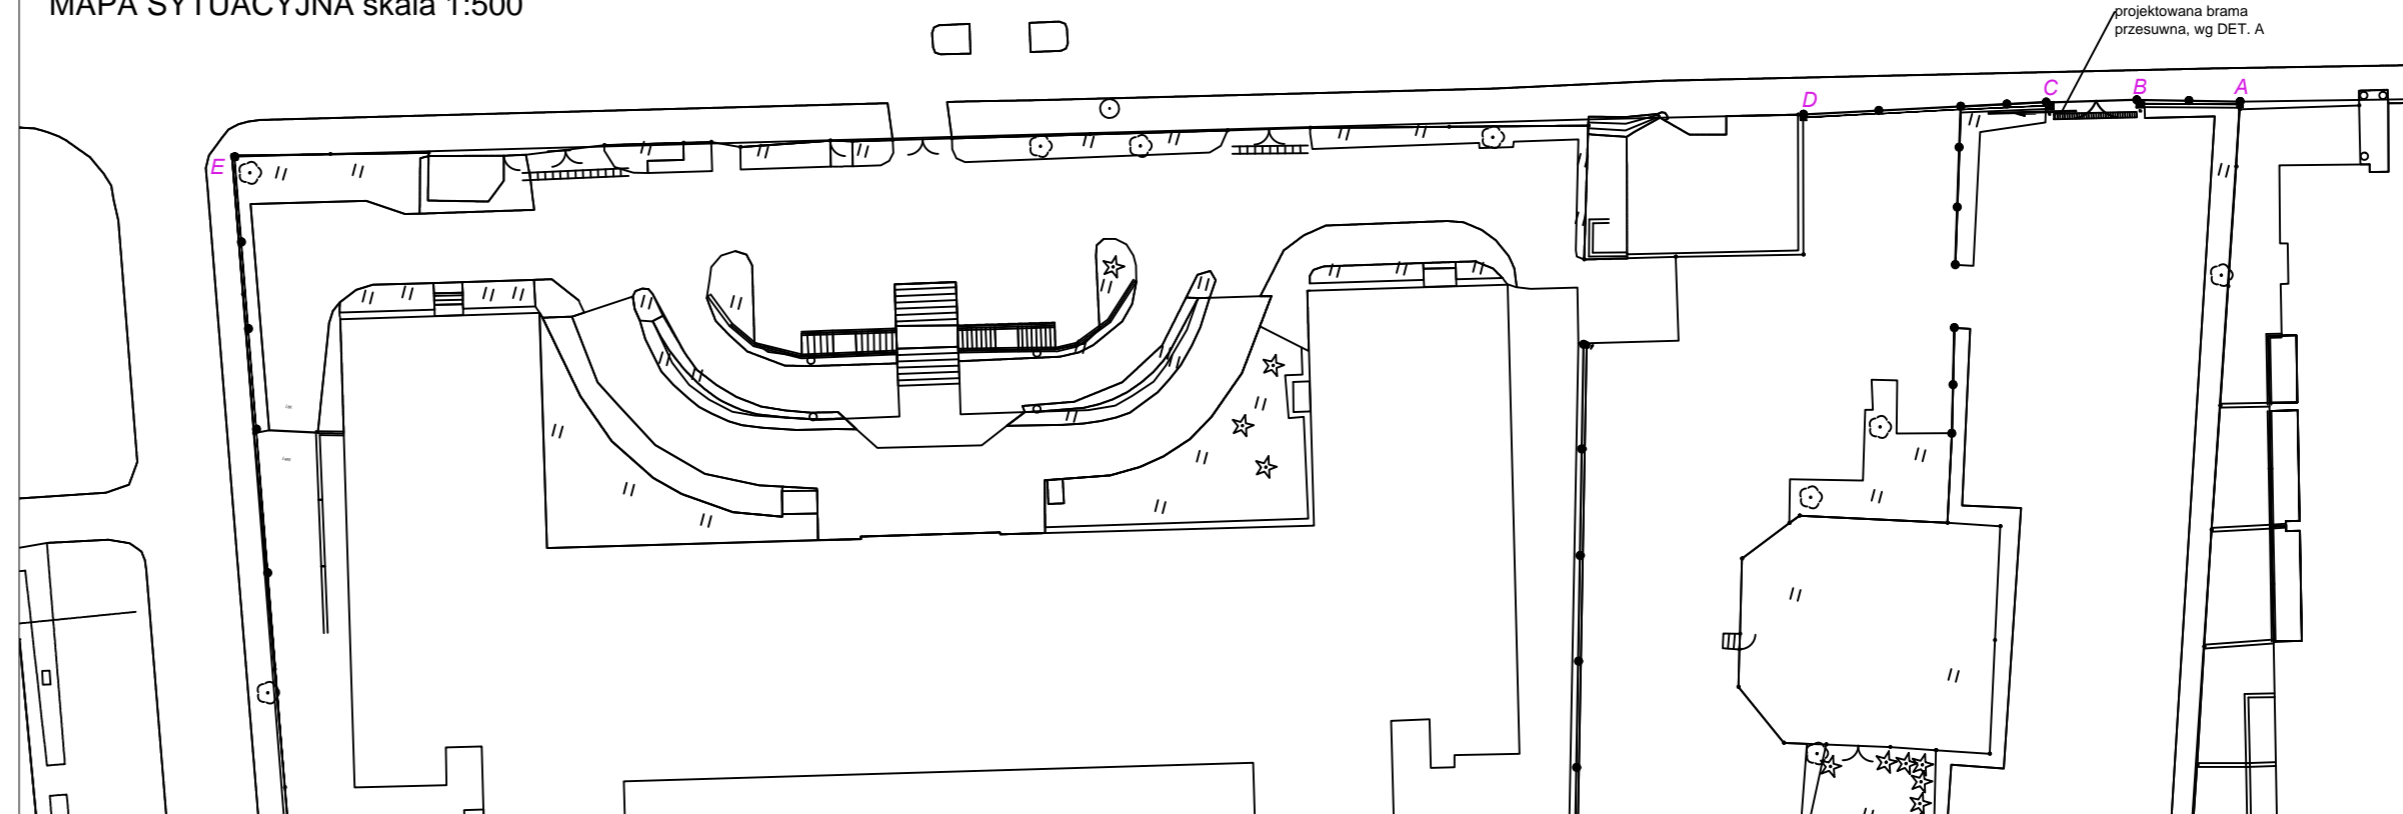 MAPA SYTUACYJNA skala 1:500
projektowana brama
przesuwna, wg DET. A
E
D
C
B
A